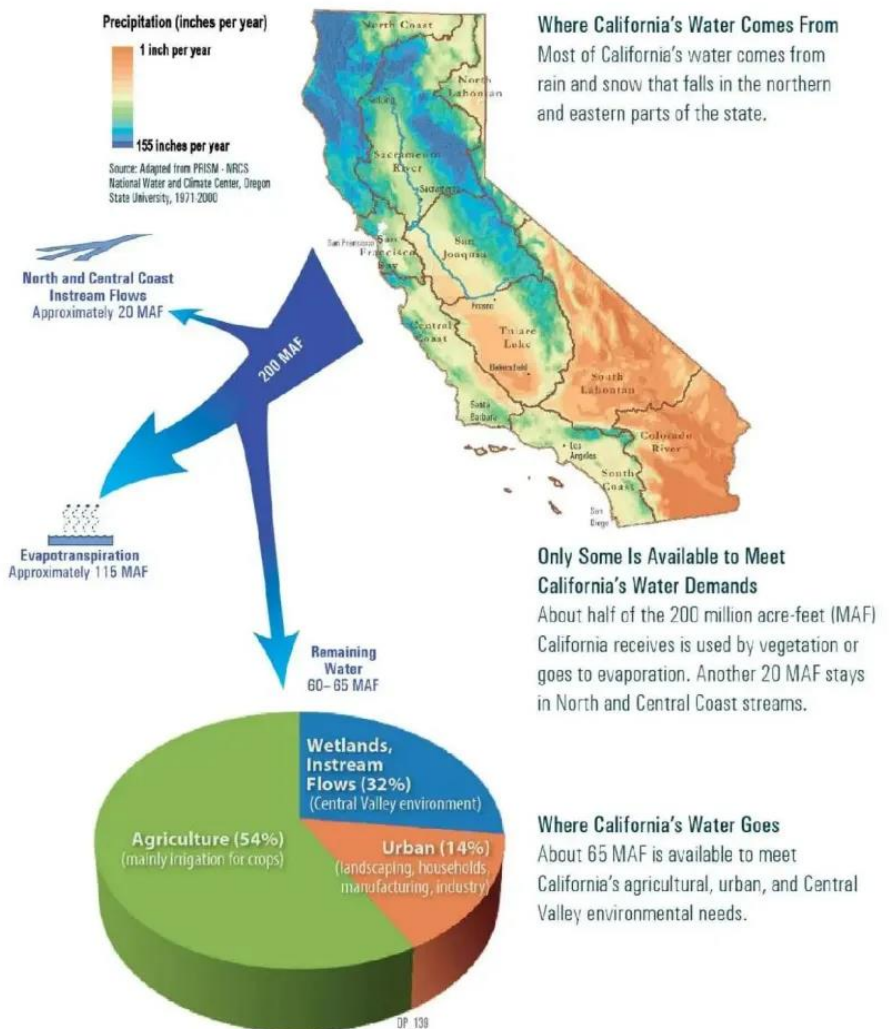 Precipitation (inches per year)
1 inch per year
155 inches per year
Source: Adapted from PRISM - NRCS
National Water and Climate Center, Oregon
State University, 1971-2000
North Coast
North
Lahontan
Redding
Sacramento
River
Sacramento
San Francisco
San
Francisco
Bay
San
Joaquin
Fresno
Central
Coast
Tulare
Lake
Bakersfield
South
Lahontan
Santa
Barbara
Los
Angeles
Colorado
River
South
Coast
San
Diego
Where California's Water Comes From
Most of California's water comes from
rain and snow that falls in the northern
and eastern parts of the state.
North and Central Coast
Instream Flows
Approximately 20 MAF
200 MAF
Evapotranspiration
Approximately 115 MAF
Remaining
Water
60–65 MAF
Only Some Is Available to Meet
California's Water Demands
About half of the 200 million acre-feet (MAF)
California receives is used by vegetation or
goes to evaporation. Another 20 MAF stays
in North and Central Coast streams.
Wetlands,
Instream
Flows (32%)
(Central Valley environment)
Agriculture (54%)
(mainly irrigation for crops)
Urban (14%)
(landscaping, households,
manufacturing, industry)
Where California's Water Goes
About 65 MAF is available to meet
California's agricultural, urban, and Central
Valley environmental needs.
DP 139